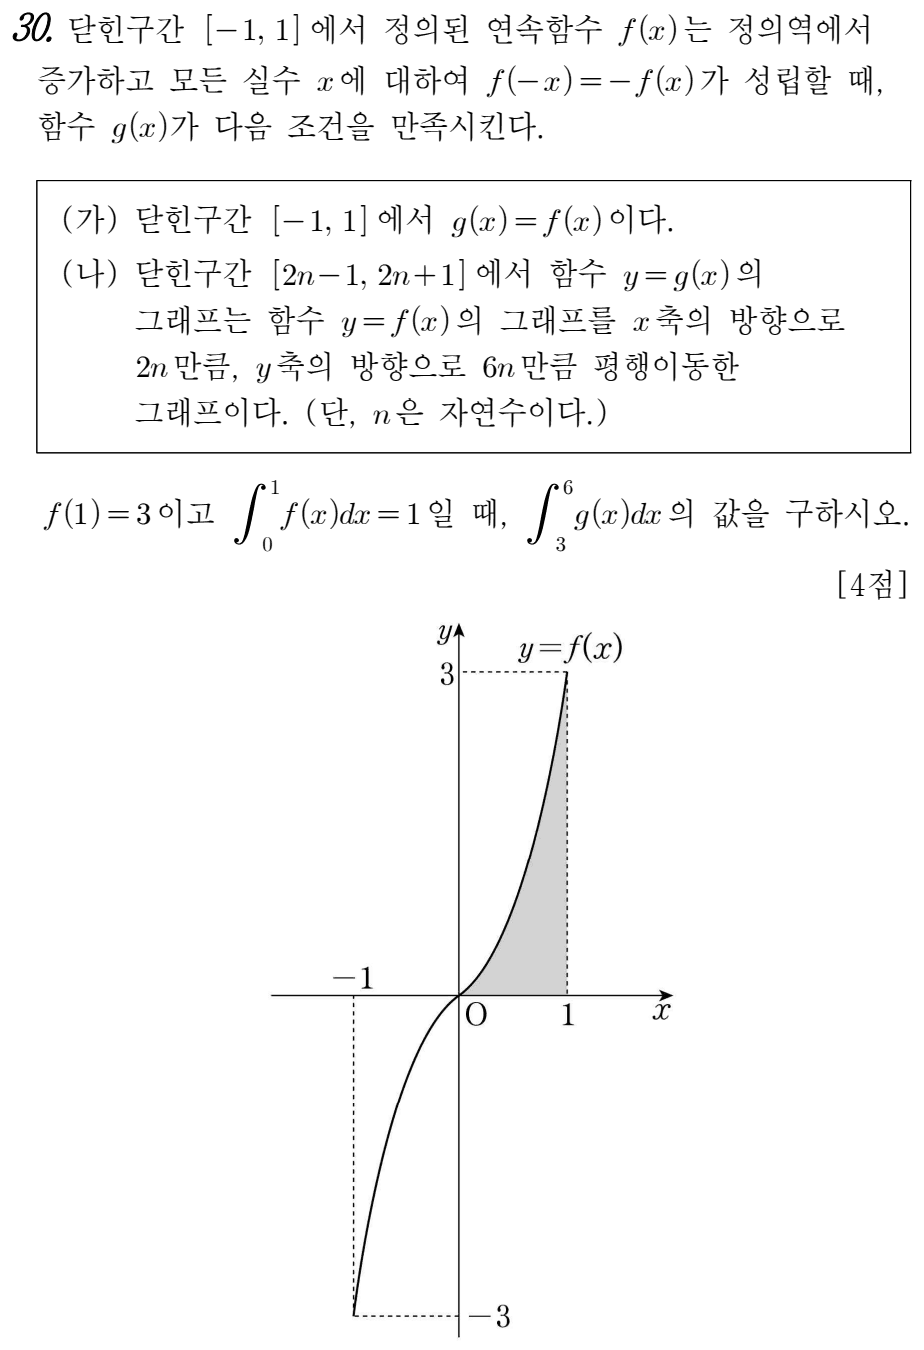 30. 닫힌구간 [-1, 1]에서 정의된 연속함수 f(x)는 정의역에서
증가하고 모든 실수 x에 대하여 f(-x)=-f(x)가 성립할 때,
함수 g(x)가 다음 조건을 만족시킨다.
(가) 닫힌구간 [-1, 1]에서 g(x)=f(x)이다.
(나) 닫힌구간 [2n-1, 2n+1]에서 함수 y=g(x)의
그래프는 함수 y=f(x)의 그래프를 x축의 방향으로
2n만큼, y축의 방향으로 6n만큼 평행이동한
그래프이다. (단, n은 자연수이다.)
f(1)=3이고 ∫₀¹ f(x)dx=1일 때, ∫₃⁶ g(x)dx의 값을 구하시오.
[4점]
y
y=f(x)
3
-1
O
1
x
-3